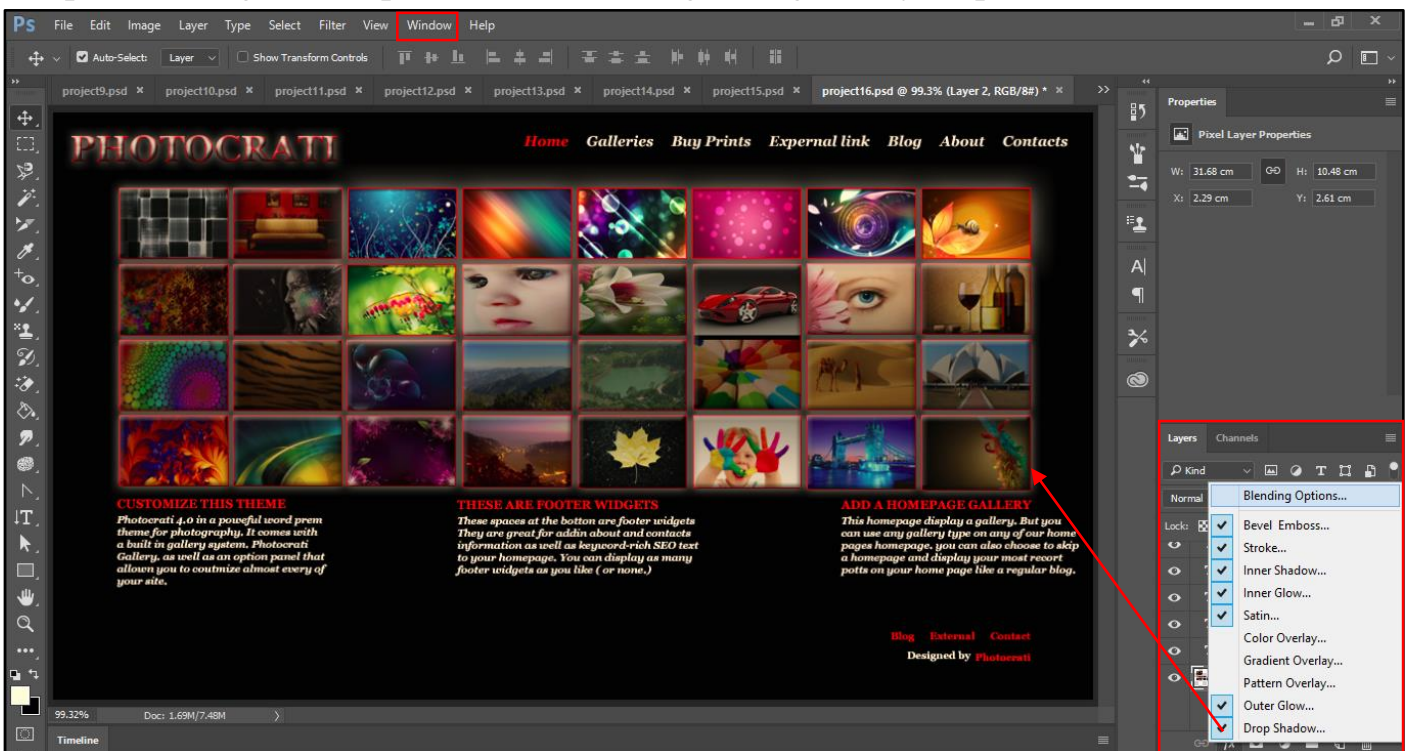 Ps File Edit Image Layer Type Select Filter View Window Help
Auto-Select: Layer Show Transform Controls
project9.psd × project10.psd × project11.psd × project12.psd × project13.psd × project14.psd × project15.psd × project16.psd @ 99.3% (Layer 2, RGB/8#) * ×
PHOTOCRATI
Home Galleries Buy Prints Expernal link Blog About Contacts
CUSTOMIZE THIS THEME
Photocrati 4.0 in a poweful word prem
theme for photography. It comes with
a built in gallery system. Photocrati
Gallery, as well as an option panel that
allown you to coutmize almost every of
your site.
THESE ARE FOOTER WIDGETS
These spaces at the botton are footer widgets
They are great for addin about and contacts
information as well as keyword-rich SEO text
to your homepage. You can display as many
footer widgets as you like ( or none.)
ADD A HOMEPAGE GALLERY
This homepage display a gallery. But you
can use any gallery type on any of our home
pages homepage. you can also choose to skip
a homepage and display your most recort
potts on your home page like a regular blog.
Blog External Contact
Designed by Photocrati
99.32% Doc: 1.69M/7.48M
Timeline
Properties
Pixel Layer Properties
W: 31.68 cm H: 10.48 cm
X: 2.29 cm Y: 2.61 cm
Layers Channels
Kind
Normal
Lock:
Blending Options...
Bevel Emboss...
Stroke...
Inner Shadow...
Inner Glow...
Satin...
Color Overlay...
Gradient Overlay...
Pattern Overlay...
Outer Glow...
Drop Shadow...